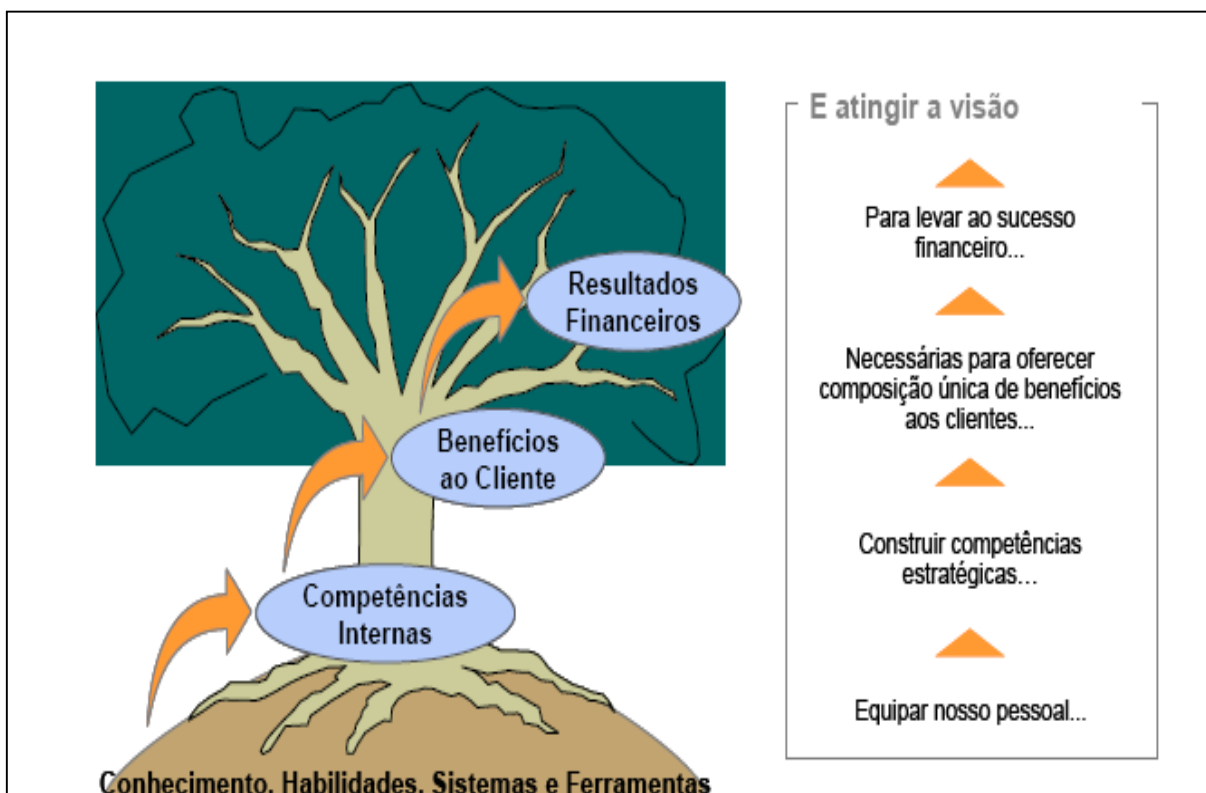 Resultados
Financeiros
Benefícios
ao Cliente
Competências
Internas
Conhecimento, Habilidades, Sistemas e Ferramentas
E atingir a visão
Para levar ao sucesso
financeiro...
Necessárias para oferecer
composição única de benefícios
aos clientes...
Construir competências
estratégicas...
Equipar nosso pessoal...